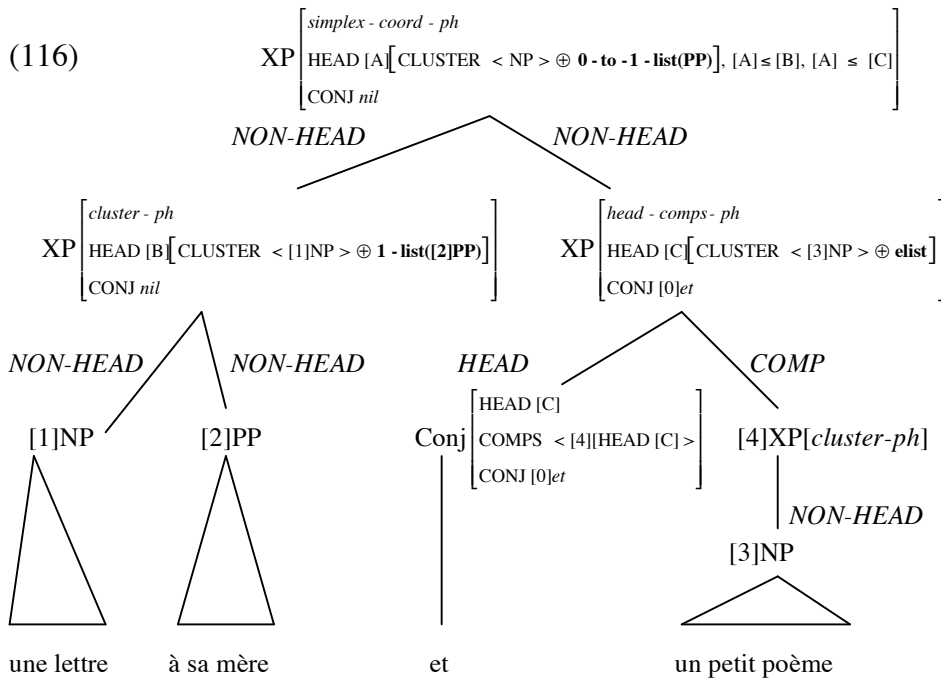 (116)
XP
simplex - coord - ph
HEAD [A][CLUSTER < NP > ⊕ 0 - to - 1 - list(PP)], [A] ≤ [B], [A] ≤ [C]
CONJ nil
NON-HEAD NON-HEAD
XP
cluster - ph
HEAD [B][CLUSTER < [1]NP > ⊕ 1 - list([2]PP)]
CONJ nil
XP
head - comps - ph
HEAD [C][CLUSTER < [3]NP > ⊕ elist]
CONJ [0]et
NON-HEAD NON-HEAD HEAD COMP
[1]NP [2]PP
Conj
HEAD [C]
COMPS < [4][HEAD [C] >
CONJ [0]et
[4]XP[cluster-ph]
NON-HEAD
[3]NP
une lettre à sa mère et un petit poème